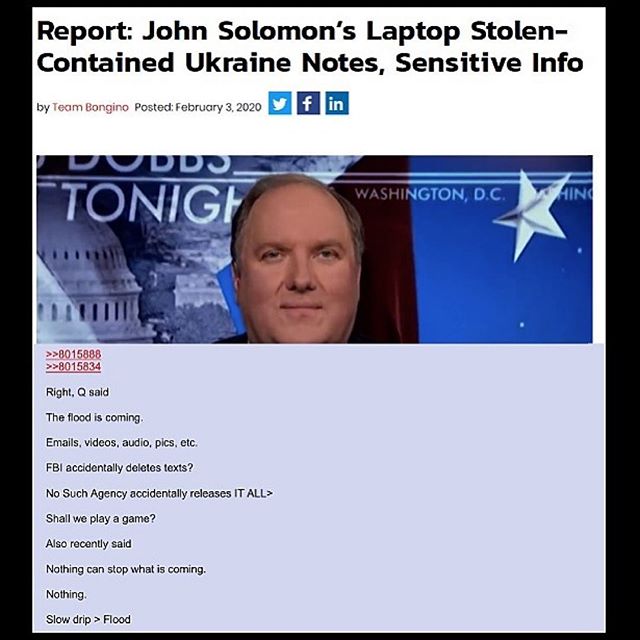 Report: John Solomon's Laptop Stolen-
Contained Ukraine Notes, Sensitive Info
by Team Bongino Posted: February 3, 2020
DOBBS
TONIGH
WASHINGTON, D.C.
HING
>>8015888
>>8015834
Right, Q said
The flood is coming.
Emails, videos, audio, pics, etc.
FBI accidentally deletes texts?
No Such Agency accidentally releases IT ALL>
Shall we play a game?
Also recently said
Nothing can stop what is coming.
Nothing.
Slow drip > Flood